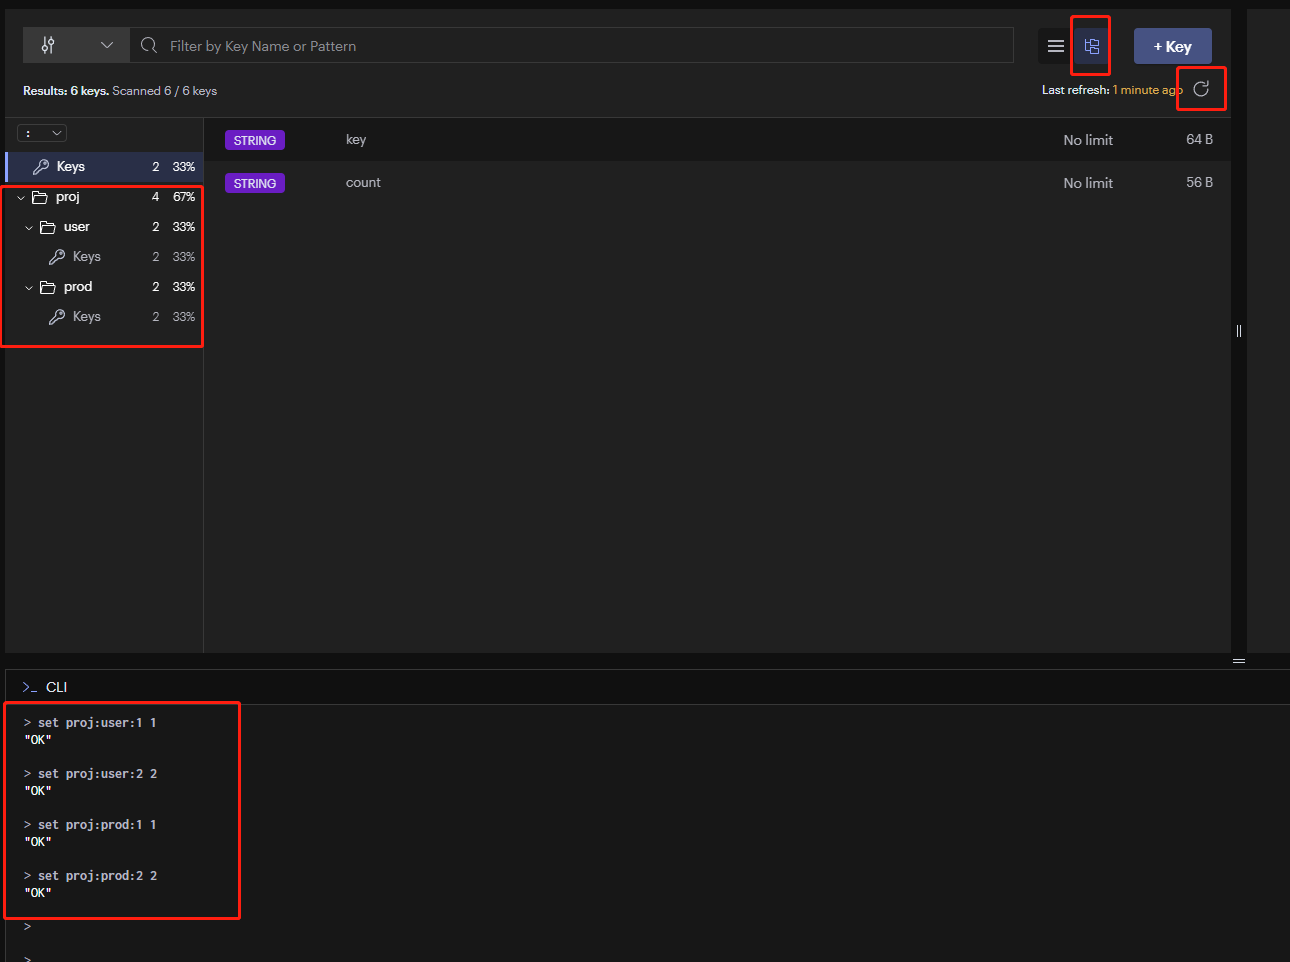 Filter by Key Name or Pattern
+ Key
Results: 6 keys. Scanned 6 / 6 keys
Last refresh: 1 minute ago
:
Keys 2 33%
proj 4 67%
user 2 33%
Keys 2 33%
prod 2 33%
Keys 2 33%
STRING key No limit 64 B
STRING count No limit 56 B
>_ CLI
> set proj:user:1 1
"OK"
> set proj:user:2 2
"OK"
> set proj:prod:1 1
"OK"
> set proj:prod:2 2
"OK"
>
>